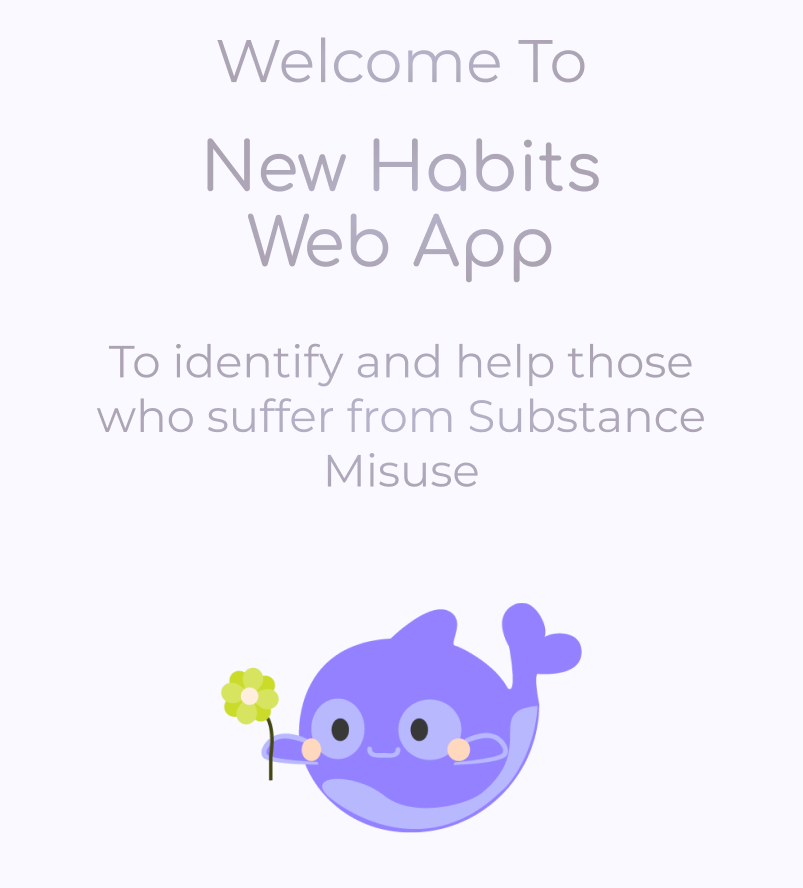 Welcome To
New Habits
Web App
To identify and help those
who suffer from Substance
Misuse